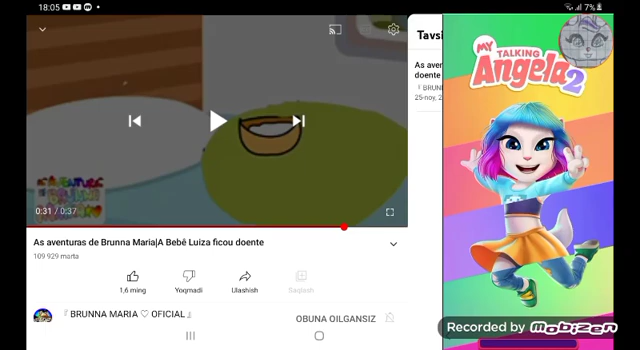 18:05
7%
0:31 / 0:37
As aventuras de Brunna Maria|A Bebê Luiza ficou doente
109 929 marta
1,6 ming
Yoqmadi
Ulashish
Saqlash
『 BRUNNA MARIA ♡ OFFICIAL 』
OBUNA OILGANSIZ
Tavsi
As aven
doente
『 BRUN
25-noy, 2
MY
TALKING
Angela 2
Recorded by Mobizen